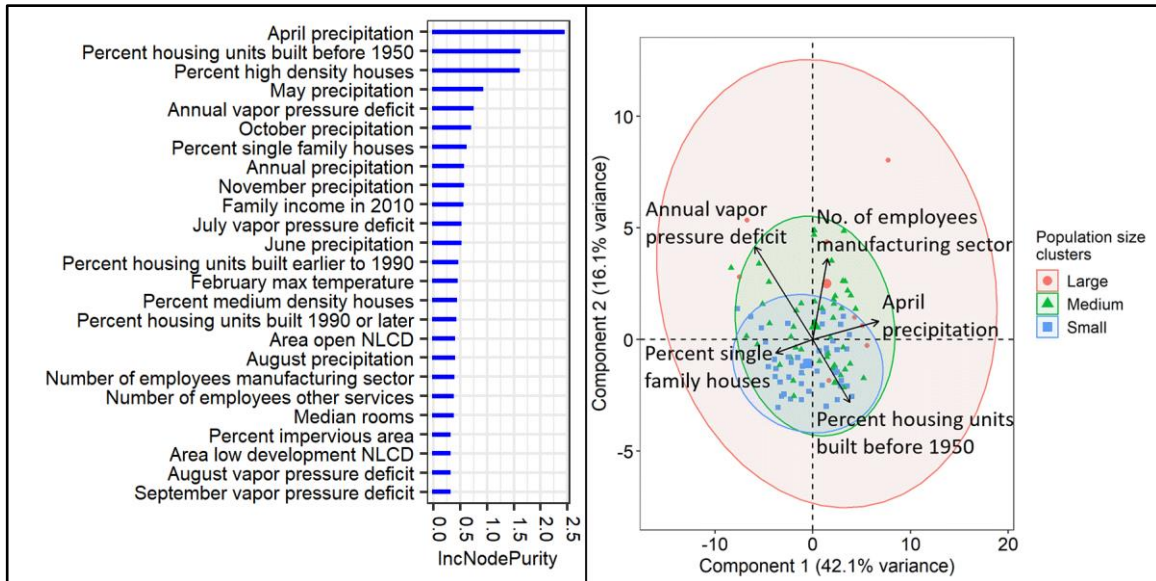 April precipitation
Percent housing units built before 1950
Percent high density houses
May precipitation
Annual vapor pressure deficit
October precipitation
Percent single family houses
Annual precipitation
November precipitation
Family income in 2010
July vapor pressure deficit
June precipitation
Percent housing units built earlier to 1990
February max temperature
Percent medium density houses
Percent housing units built 1990 or later
Area open NLCD
August precipitation
Number of employees manufacturing sector
Number of employees other services
Median rooms
Percent impervious area
Area low development NLCD
August vapor pressure deficit
September vapor pressure deficit
0.0
0.5
1.0
1.5
2.0
2.5
IncNodePurity
Component 2 (16.1% variance)
10
5
0
-5
Annual vapor
pressure deficit
No. of employees
manufacturing sector
April
precipitation
Percent single
family houses
Percent housing units
built before 1950
-10
0
10
20
Component 1 (42.1% variance)
Population size
clusters
Large
Medium
Small